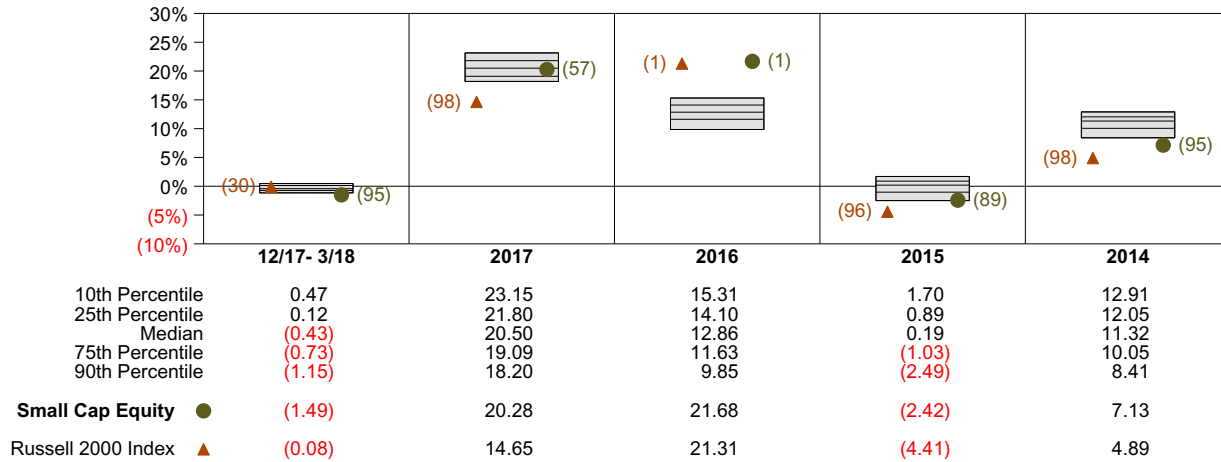 30%
25%
20%
15%
10%
5%
0%
(5%)
(10%)
(30) (95)
(98) (57)
(1) (1)
(96) (89)
(98) (95)
12/17- 3/18 2017 2016 2015 2014
10th Percentile 0.47 23.15 15.31 1.70 12.91
25th Percentile 0.12 21.80 14.10 0.89 12.05
Median (0.43) 20.50 12.86 0.19 11.32
75th Percentile (0.73) 19.09 11.63 (1.03) 10.05
90th Percentile (1.15) 18.20 9.85 (2.49) 8.41
Small Cap Equity (1.49) 20.28 21.68 (2.42) 7.13
Russell 2000 Index (0.08) 14.65 21.31 (4.41) 4.89